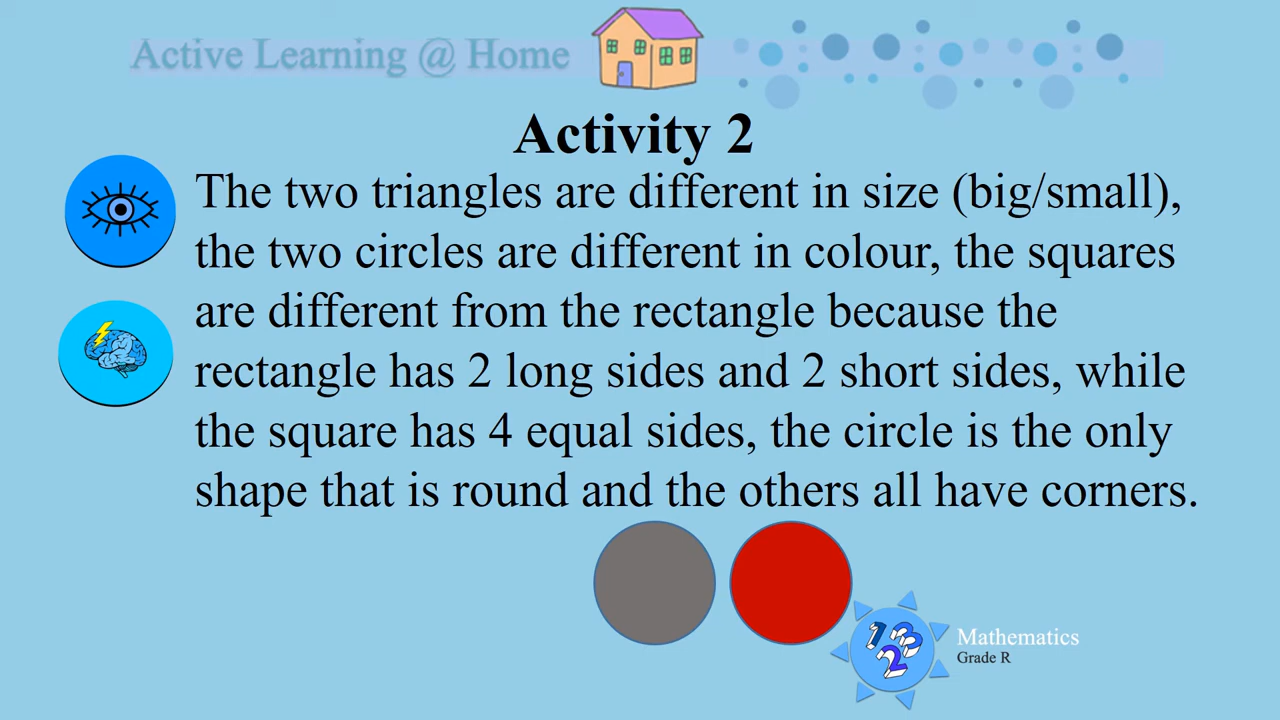 Active Learning @ Home
Activity 2
The two triangles are different in size (big/small),
the two circles are different in colour, the squares
are different from the rectangle because the
rectangle has 2 long sides and 2 short sides, while
the square has 4 equal sides, the circle is the only
shape that is round and the others all have corners.
123
Mathematics
Grade R